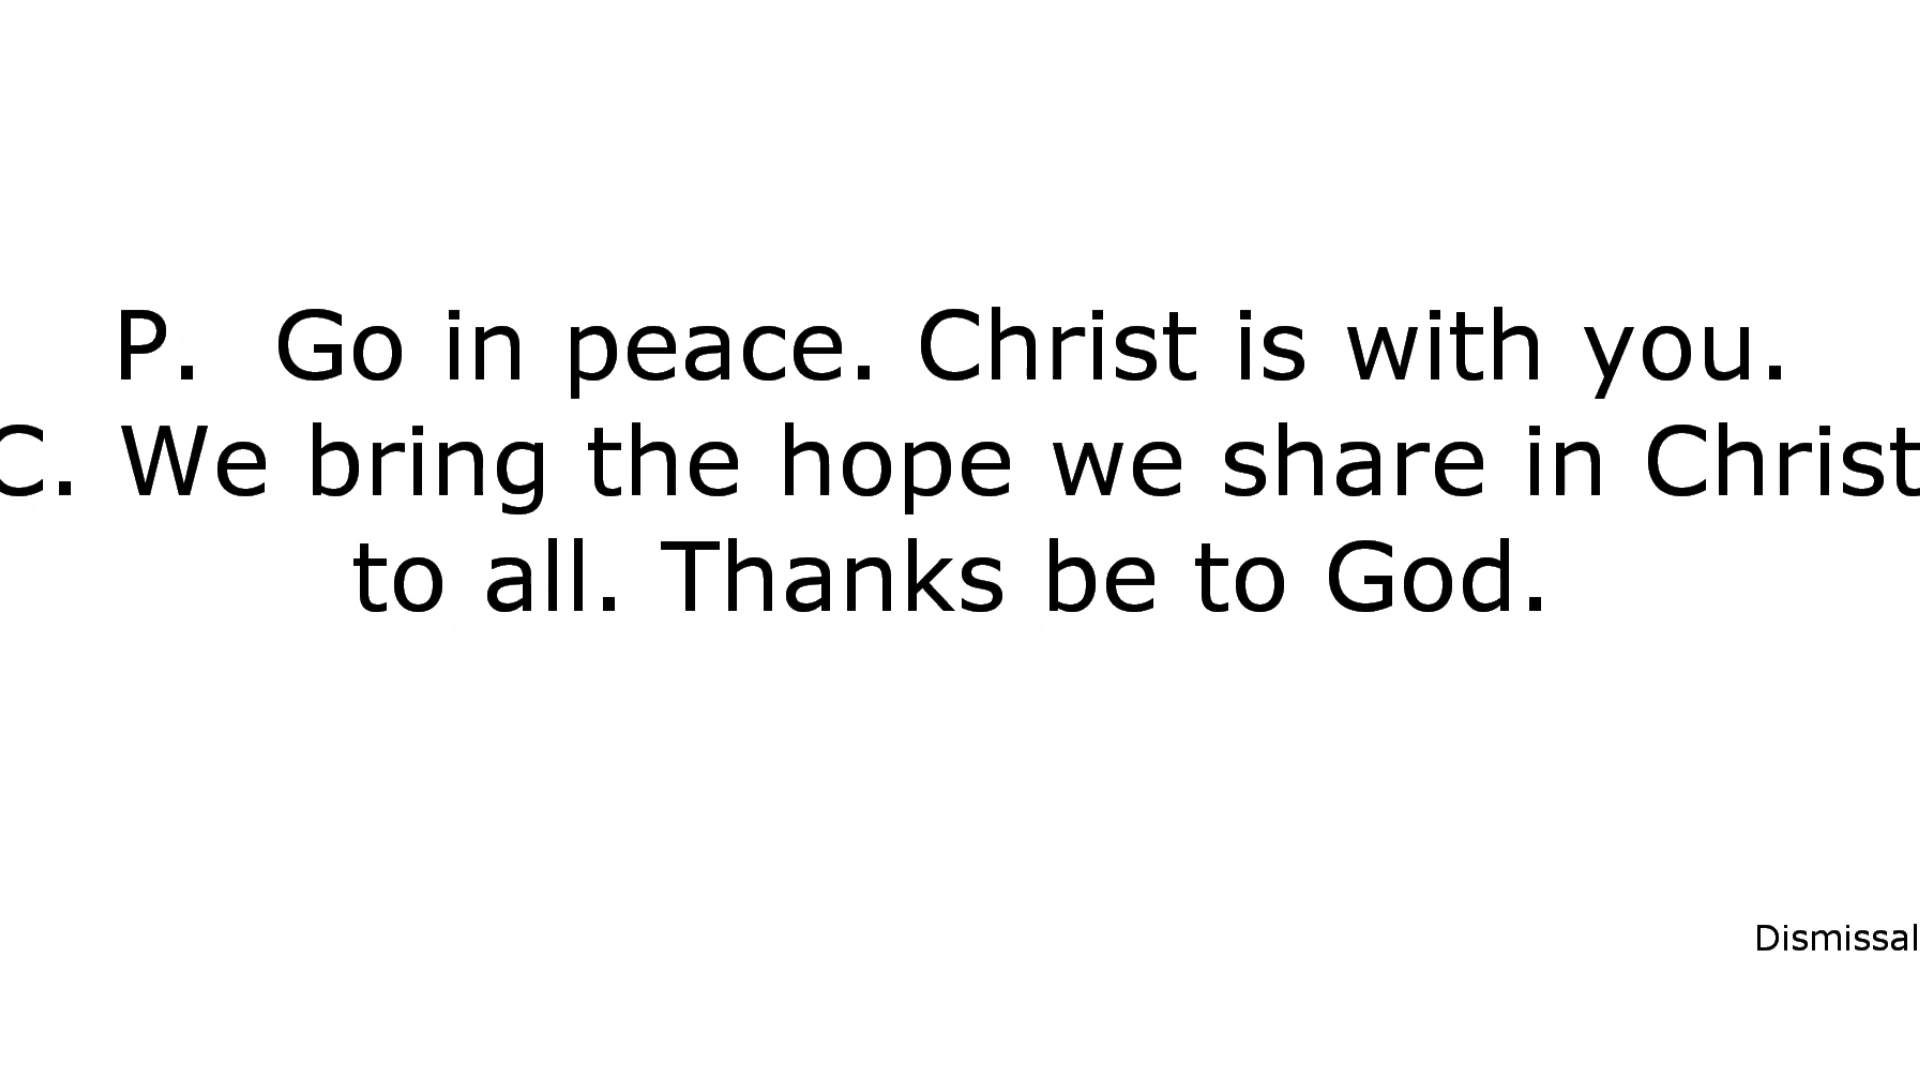 P.  Go in peace. Christ is with you.
C. We bring the hope we share in Christ
to all. Thanks be to God.
Dismissal